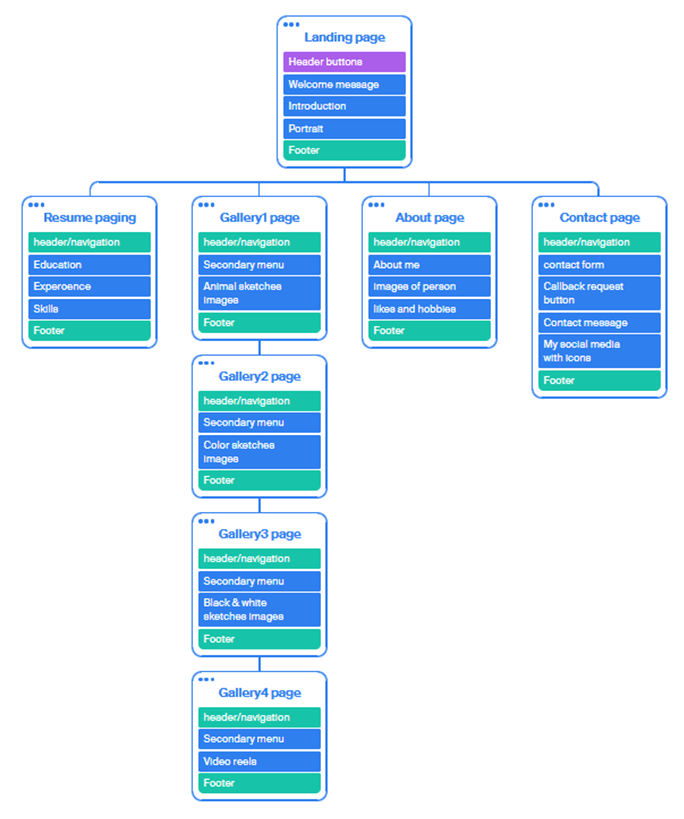 Landing page
Header buttons
Welcome message
Introduction
Portrait
Footer
Resume paging
header/navigation
Education
Experoence
Skills
Footer
Gallery1 page
header/navigation
Secondary menu
Animal sketches
images
Footer
Gallery2 page
header/navigation
Secondary menu
Color sketches
images
Footer
Gallery3 page
header/navigation
Secondary menu
Black & white
sketches images
Footer
Gallery4 page
header/navigation
Secondary menu
Video reels
Footer
About page
header/navigation
About me
images of person
likes and hobbies
Footer
Contact page
header/navigation
contact form
Callback request
button
Contact message
My social media
with icons
Footer